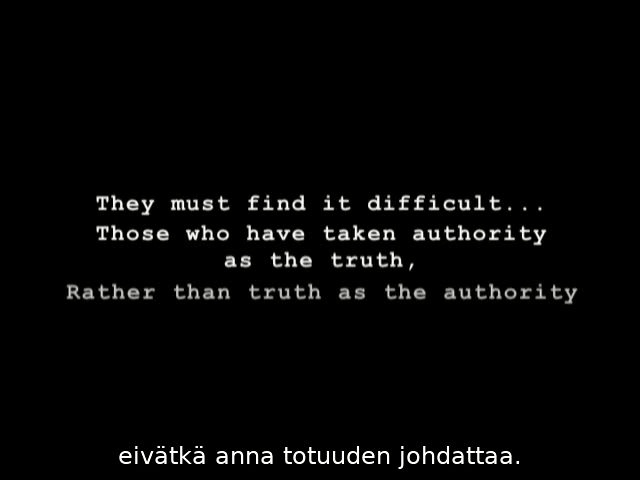 They must find it difficult...
Those who have taken authority
as the truth,
Rather than truth as the authority
eivätkä anna totuuden johdattaa.